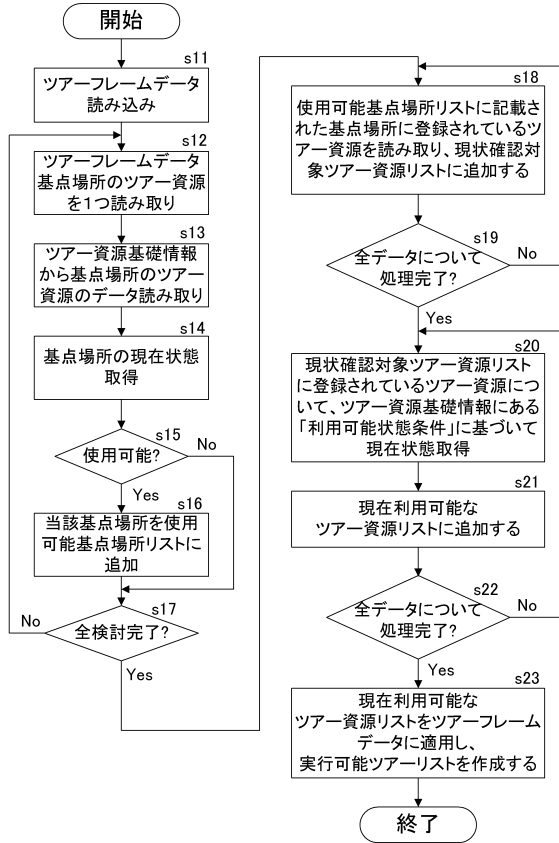 開始
s11
ツアーフレームデータ
読み込み
s12
ツアーフレームデータ
基点場所のツアー資源
を1つ読み取り
s13
ツアー資源基礎情報
から基点場所のツアー
資源のデータ読み取り
s14
基点場所の現在状態
取得
s15
使用可能?
No
Yes
s16
当該基点場所を使用
可能基点場所リストに
追加
s17
全検討完了?
No
Yes
s18
使用可能基点場所リストに記載さ
れた基点場所に登録されているツ
アー資源を読み取り、現状確認対
象ツアー資源リストに追加する
s19
全データについて
処理完了?
No
Yes
s20
現状確認対象ツアー資源リスト
に登録されているツアー資源につ
いて、ツアー資源基礎情報にある
「利用可能状態条件」に基づいて
現在状態取得
s21
現在利用可能な
ツアー資源リストに追加する
s22
全データについて
処理完了?
No
Yes
s23
現在利用可能な
ツアー資源リストをツアーフレーム
データに適用し、
実行可能ツアーリストを作成する
終了